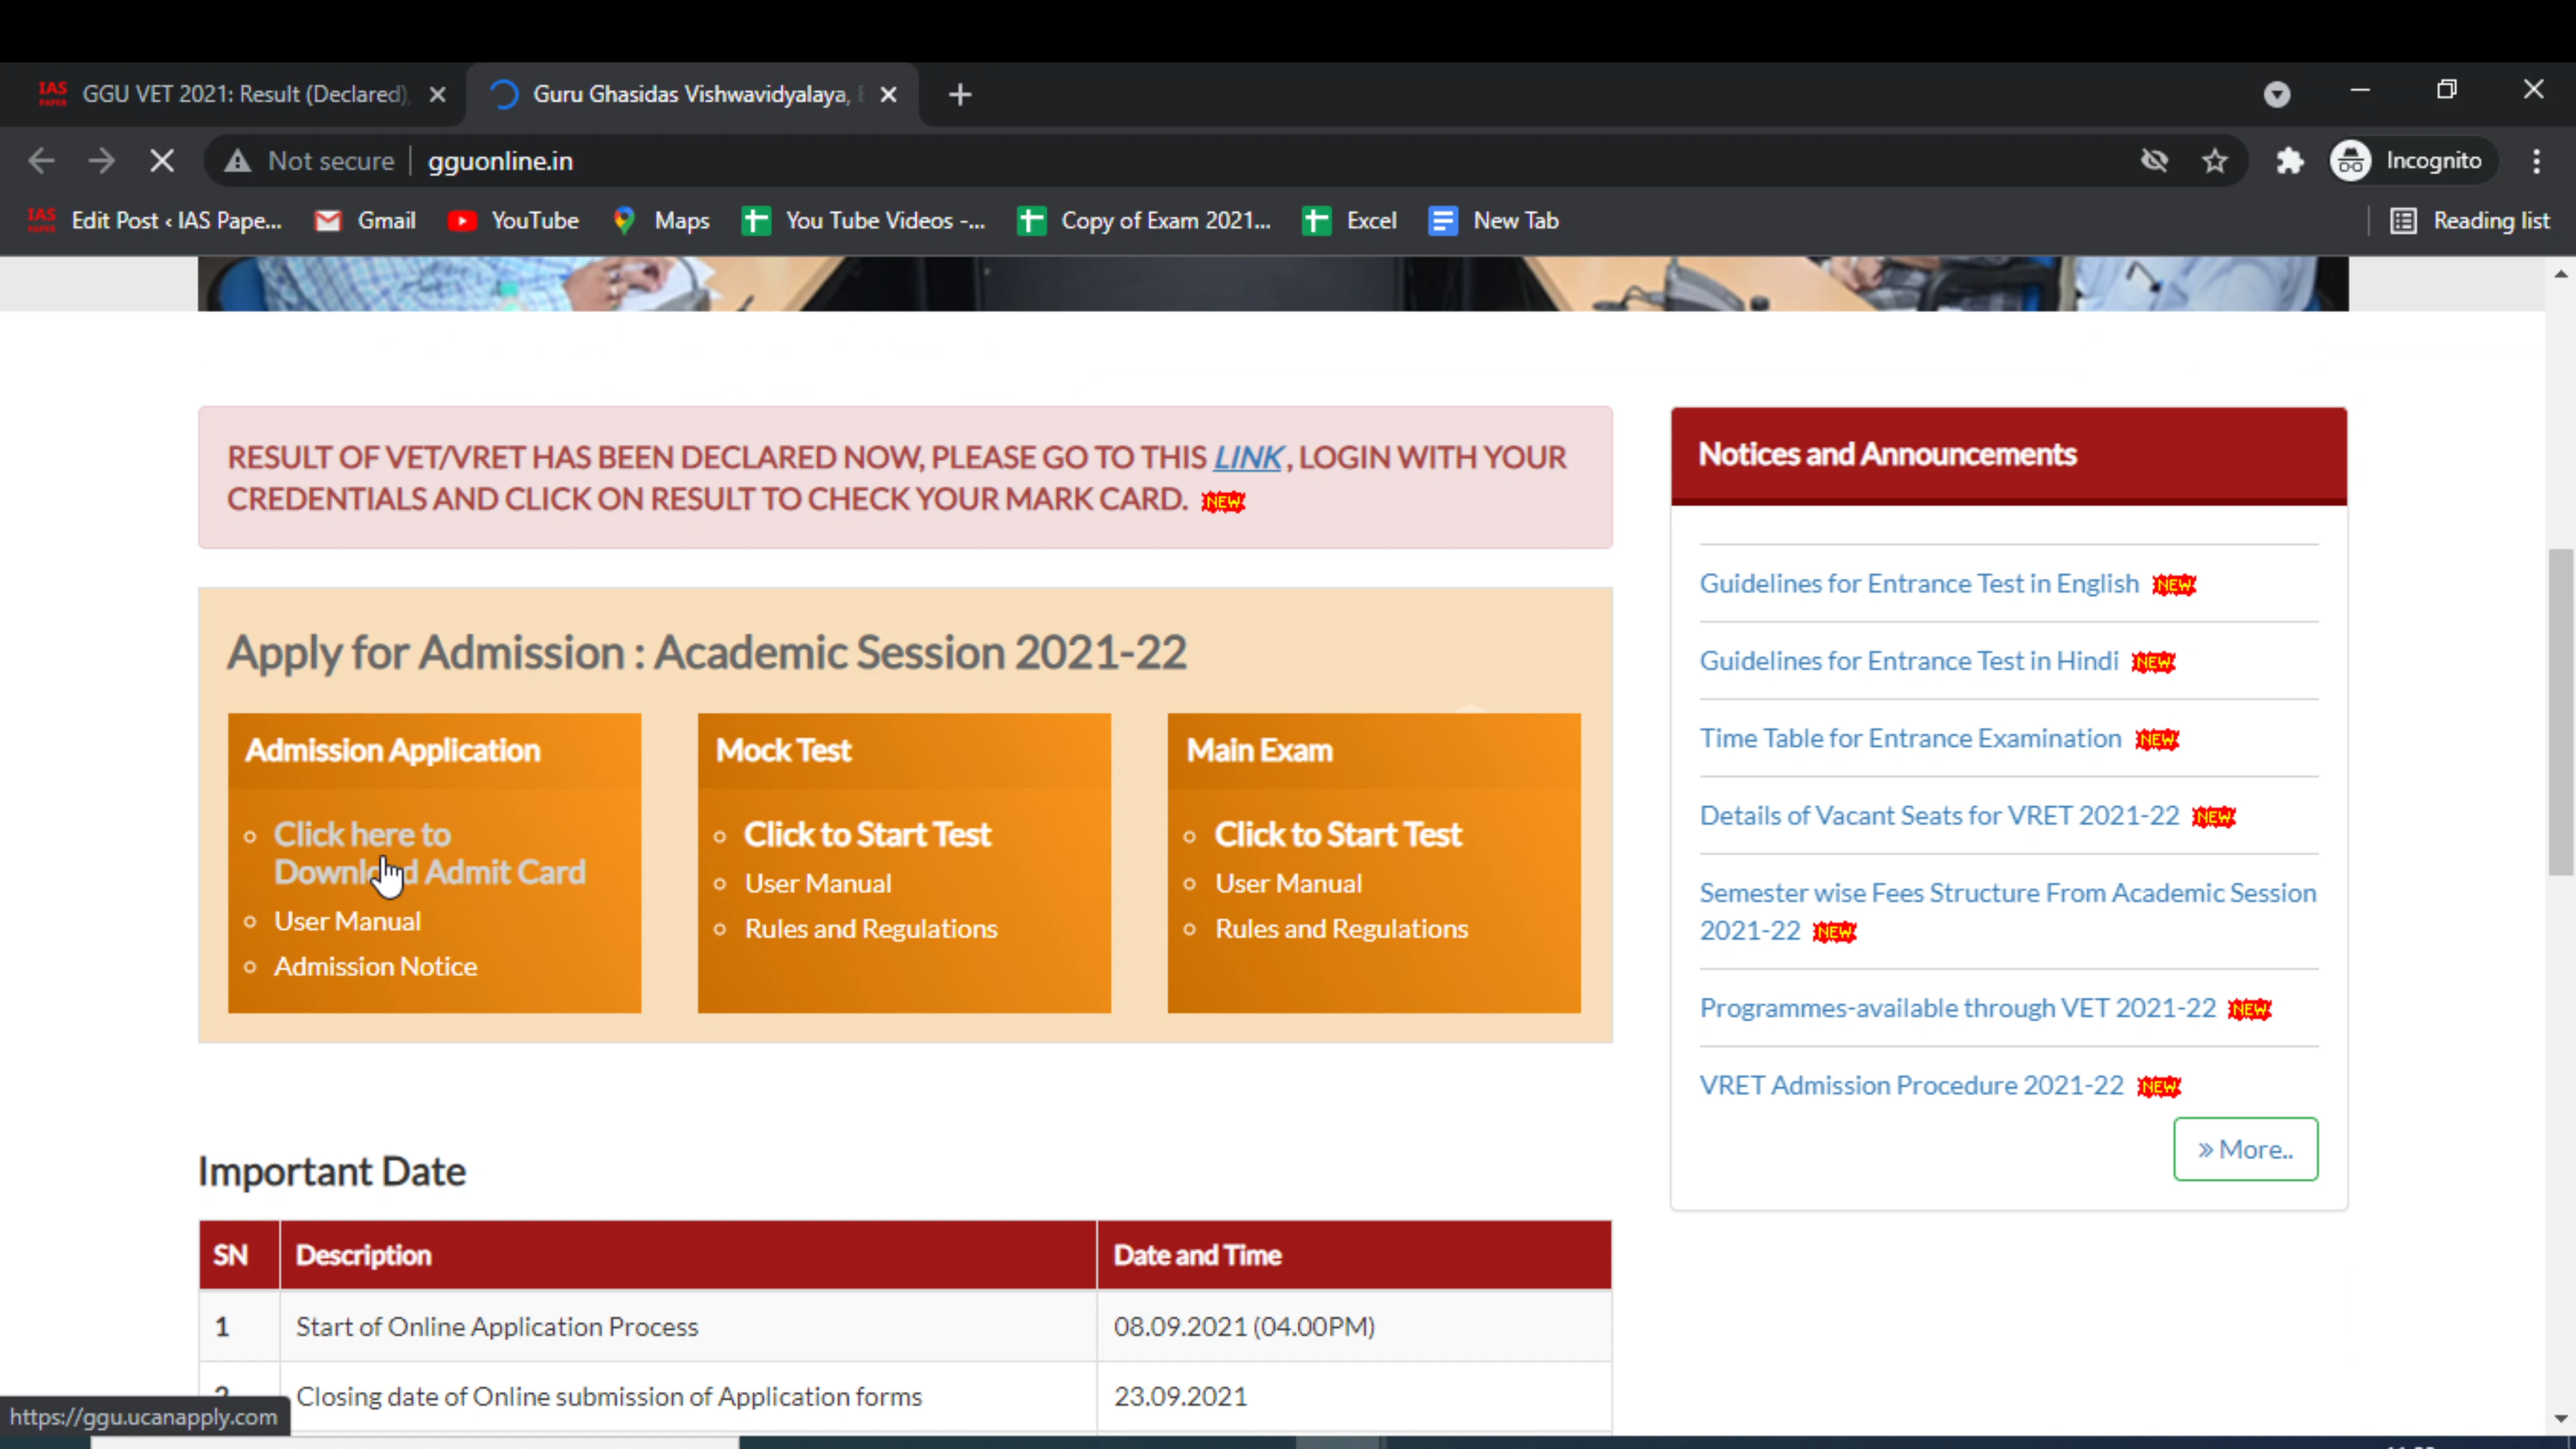 IAS PAPER GGU VET 2021: Result (Declared),
Guru Ghasidas Vishwavidyalaya,
Not secure gguonline.in
Incognito
IAS Edit Post ‹ IAS Pape...
Gmail
YouTube
Maps
You Tube Videos -...
Copy of Exam 2021...
Excel
New Tab
Reading list
RESULT OF VET/VRET HAS BEEN DECLARED NOW, PLEASE GO TO THIS LINK , LOGIN WITH YOUR
CREDENTIALS AND CLICK ON RESULT TO CHECK YOUR MARK CARD. NEW
Apply for Admission : Academic Session 2021-22
Admission Application
Click here to
Download Admit Card
User Manual
Admission Notice
Mock Test
Click to Start Test
User Manual
Rules and Regulations
Main Exam
Click to Start Test
User Manual
Rules and Regulations
Notices and Announcements
Guidelines for Entrance Test in English NEW
Guidelines for Entrance Test in Hindi NEW
Time Table for Entrance Examination NEW
Details of Vacant Seats for VRET 2021-22 NEW
Semester wise Fees Structure From Academic Session
2021-22 NEW
Programmes-available through VET 2021-22 NEW
VRET Admission Procedure 2021-22 NEW
» More..
Important Date
SN Description Date and Time
1 Start of Online Application Process 08.09.2021 (04.00PM)
Closing date of Online submission of Application forms 23.09.2021
https://ggu.ucanapply.com